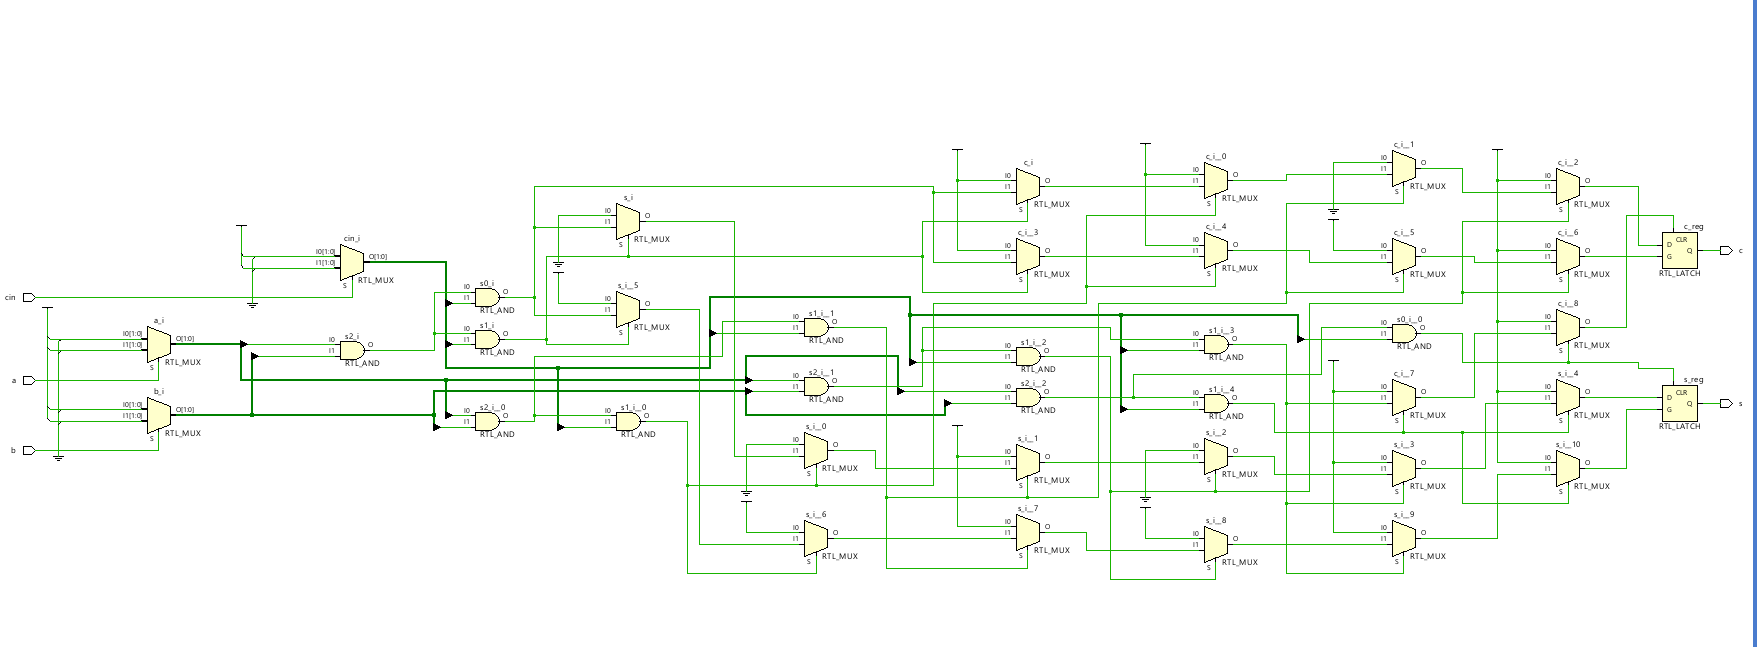 cin
a
b
cin_i
I0[1:0]
I1[1:0]
O[1:0]
S
RTL_MUX
a_i
I0[1:0]
I1[1:0]
O[1:0]
S
RTL_MUX
b_i
I0[1:0]
I1[1:0]
O[1:0]
S
RTL_MUX
s2_i
I0
I1
O
RTL_AND
s0_i
I0
I1
O
RTL_AND
s1_i
I0
I1
O
RTL_AND
s2_i__0
I0
I1
O
RTL_AND
s_i
I0
I1
O
S
RTL_MUX
s_i__5
I0
I1
O
S
RTL_MUX
s1_i__0
I0
I1
O
RTL_AND
s1_i__1
I0
I1
O
RTL_AND
s2_i__1
I0
I1
O
RTL_AND
s_i__0
I0
I1
O
S
RTL_MUX
s_i__6
I0
I1
O
S
RTL_MUX
c_i
I0
I1
O
S
RTL_MUX
c_i__3
I0
I1
O
S
RTL_MUX
s1_i__2
I0
I1
O
RTL_AND
s2_i__2
I0
I1
O
RTL_AND
s_i__1
I0
I1
O
S
RTL_MUX
s_i__7
I0
I1
O
S
RTL_MUX
c_i__0
I0
I1
O
S
RTL_MUX
c_i__4
I0
I1
O
S
RTL_MUX
s1_i__3
I0
I1
O
RTL_AND
s1_i__4
I0
I1
O
RTL_AND
s_i__2
I0
I1
O
S
RTL_MUX
s_i__8
I0
I1
O
S
RTL_MUX
c_i__1
I0
I1
O
S
RTL_MUX
c_i__5
I0
I1
O
S
RTL_MUX
s0_i__0
I0
I1
O
RTL_AND
c_i__7
I0
I1
O
S
RTL_MUX
s_i__3
I0
I1
O
S
RTL_MUX
s_i__9
I0
I1
O
S
RTL_MUX
c_i__2
I0
I1
O
S
RTL_MUX
c_i__6
I0
I1
O
S
RTL_MUX
c_i__8
I0
I1
O
S
RTL_MUX
s_i__4
I0
I1
O
S
RTL_MUX
s_i__10
I0
I1
O
S
RTL_MUX
c_reg
CLR
D
Q
G
RTL_LATCH
c
s_reg
CLR
D
Q
G
RTL_LATCH
s